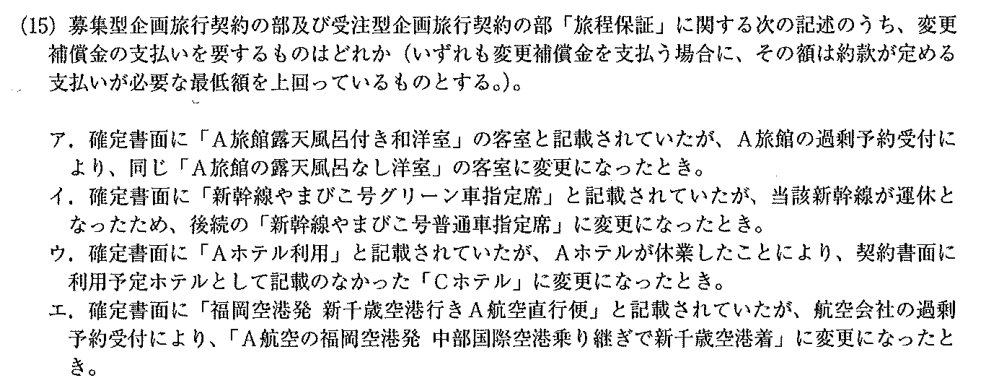 (15) 募集型企画旅行契約の部及び受注型企画旅行契約の部「旅程保証」に関する次の記述のうち、変更
補償金の支払いを要するものはどれか（いずれも変更補償金を支払う場合に、その額は約款が定める
支払いが必要な最低額を上回っているものとする。）。
ア．確定書面に「A旅館露天風呂付き和洋室」の客室と記載されていたが、A旅館の過剰予約受付に
より、同じ「A旅館の露天風呂なし洋室」の客室に変更になったとき。
イ．確定書面に「新幹線やまびこ号グリーン車指定席」と記載されていたが、当該新幹線が運休と
なったため、後続の「新幹線やまびこ号普通車指定席」に変更になったとき。
ウ．確定書面に「Aホテル利用」と記載されていたが、Aホテルが休業したことにより、契約書面に
利用予定ホテルとして記載のなかった「Cホテル」に変更になったとき。
エ．確定書面に「福岡空港発 新千歳空港行きA航空直行便」と記載されていたが、航空会社の過剰
予約受付により、「A航空の福岡空港発 中部国際空港乗り継ぎで新千歳空港着」に変更になったと
き。